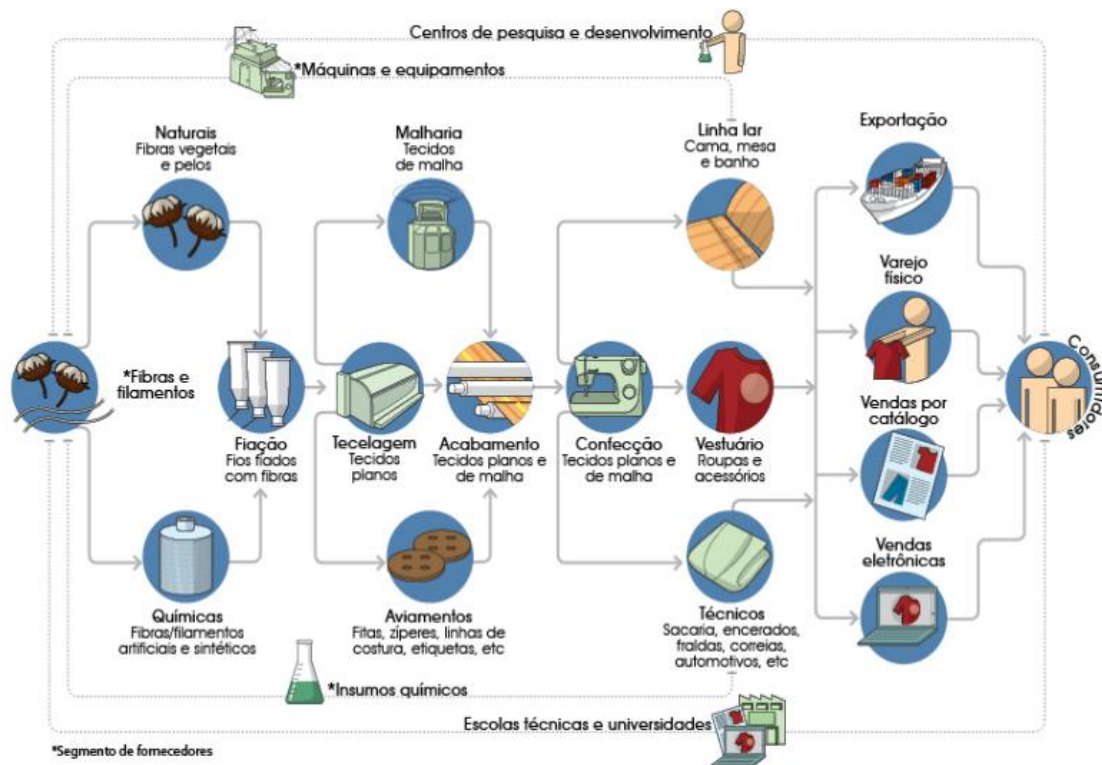 Centros de pesquisa e desenvolvimento
*Máquinas e equipamentos
Naturais
Fibras vegetais
e pelos
Malharia
Tecidos
de malha
Linha lar
Cama, mesa
e banho
Exportação
Varejo
físico
*Fibras e
filamentos
Fiação
Fios fiados
com fibras
Tecelagem
Tecidos
planos
Acabamento
Tecidos planos e
de malha
Confecção
Tecidos planos e
de malha
Vestuário
Roupas e
acessórios
Vendas por
catálogo
Consumidores
Químicas
Fibras/filamentos
artificiais e sintéticos
Aviamentos
Fitas, zíperes, linhas de
costura, etiquetas, etc
Técnicos
Sacaria, encerados,
fraldas, correias,
automotivos, etc
Vendas
eletrônicas
*Insumos químicos
Escolas técnicas e universidades
*Segmento de fornecedores